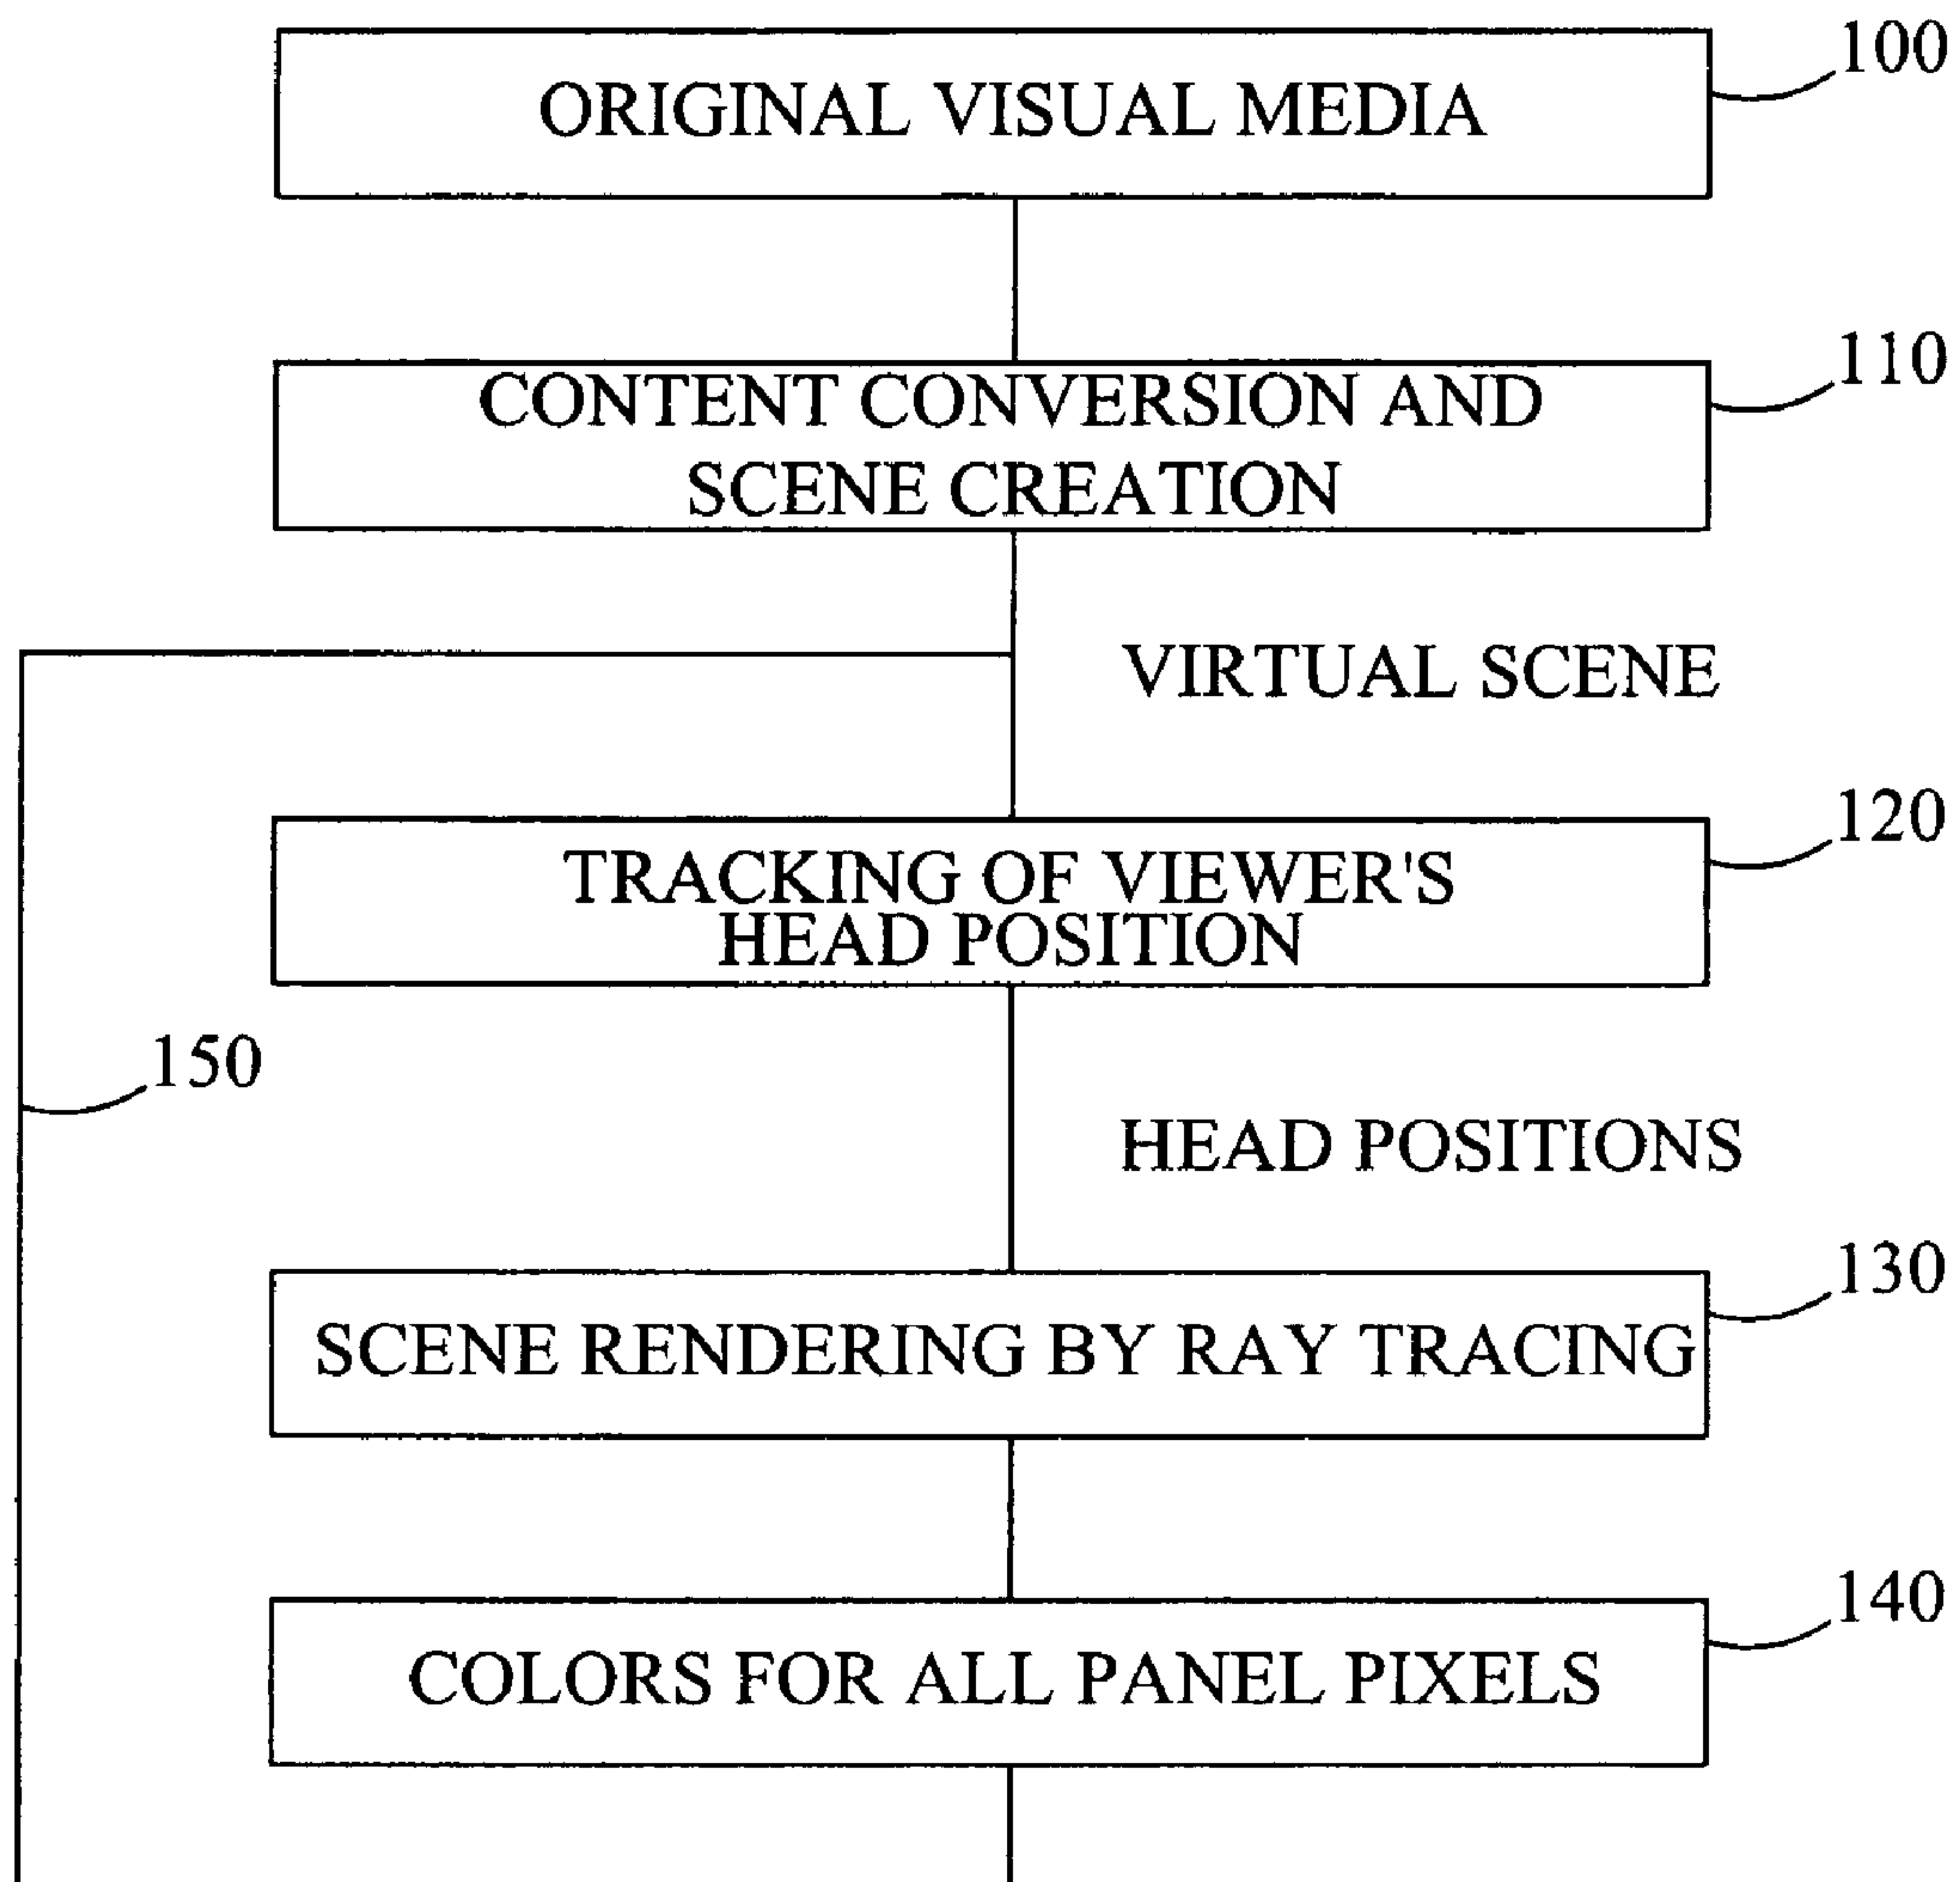 100
ORIGINAL VISUAL MEDIA
110
CONTENT CONVERSION AND
SCENE CREATION
VIRTUAL SCENE
120
TRACKING OF VIEWER'S
HEAD POSITION
150
HEAD POSITIONS
130
SCENE RENDERING BY RAY TRACING
140
COLORS FOR ALL PANEL PIXELS